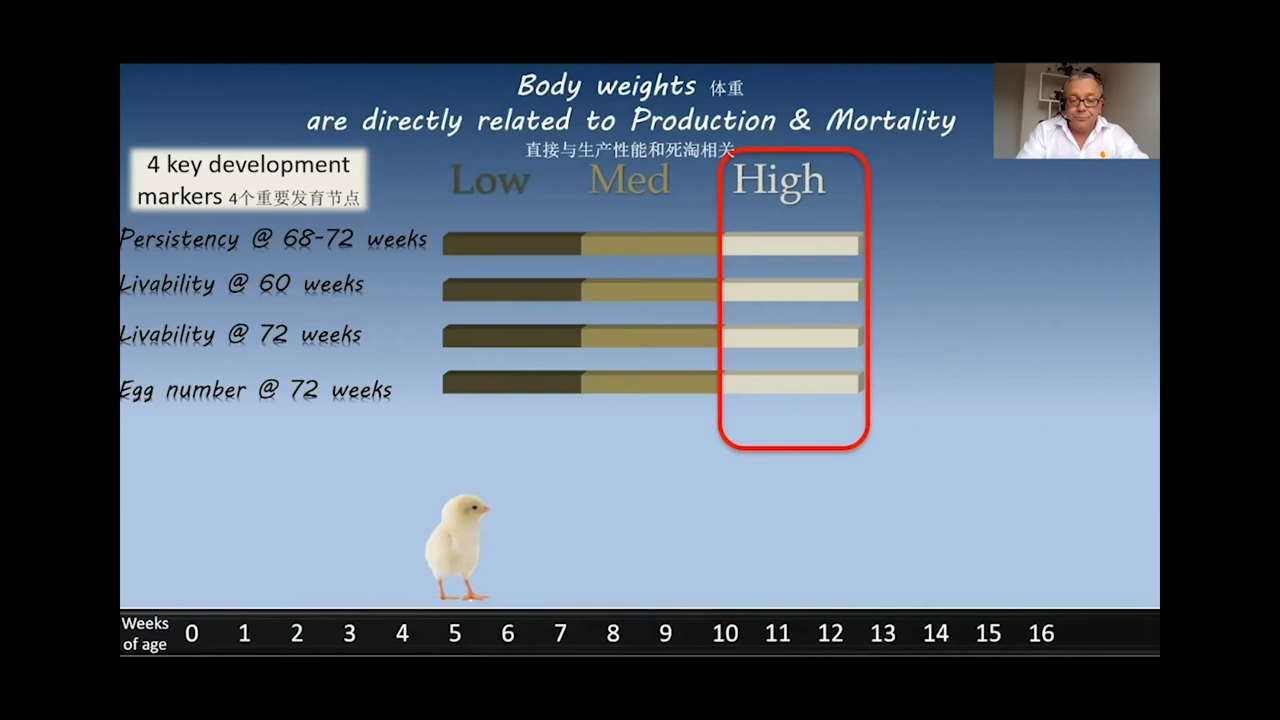 Body weights 体重
are directly related to Production & Mortality
直接与生产性能和死淘相关
4 key development
markers 4个重要发育节点
Low Med High
Persistency @ 68-72 weeks
Livability @ 60 weeks
Livability @ 72 weeks
Egg number @ 72 weeks
Weeks
of age
0 1 2 3 4 5 6 7 8 9 10 11 12 13 14 15 16